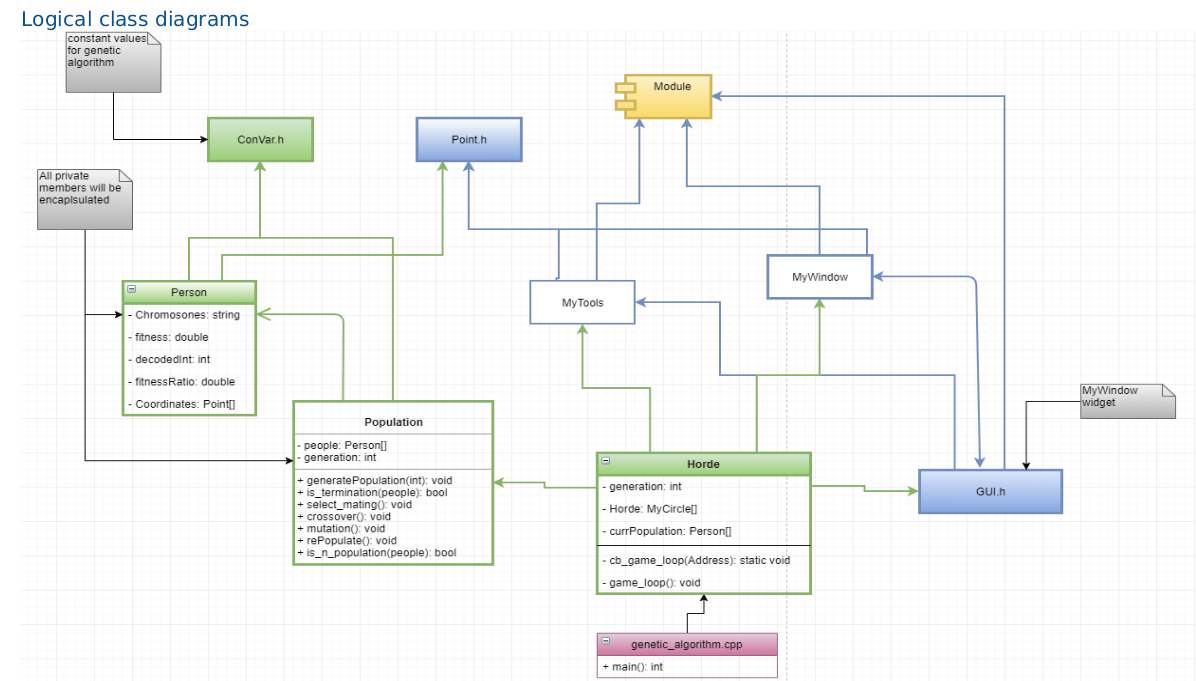 Logical class diagrams
constant values
for genetic
algorithm
Module
ConVar.h
Point.h
All private
members will be
encaplsulated
MyWindow
Person
MyTools
- Chromosones: string
- fitness: double
- decodedInt: int
- fitnessRatio: double
- Coordinates: Point[]
MyWindow
widget
Population
- people: Person[]
- generation: int
+ generatePopulation(int): void
+ is_termination(people): bool
+ select_mating(): void
+ crossover(): void
+ mutation(): void
+ rePopulate(): void
+ is_n_population(people): bool
Horde
- generation: int
- Horde: MyCircle[]
- currPopulation: Person[]
- cb_game_loop(Address): static void
- game_loop(): void
GUI.h
genetic_algorithm.cpp
+ main(): int